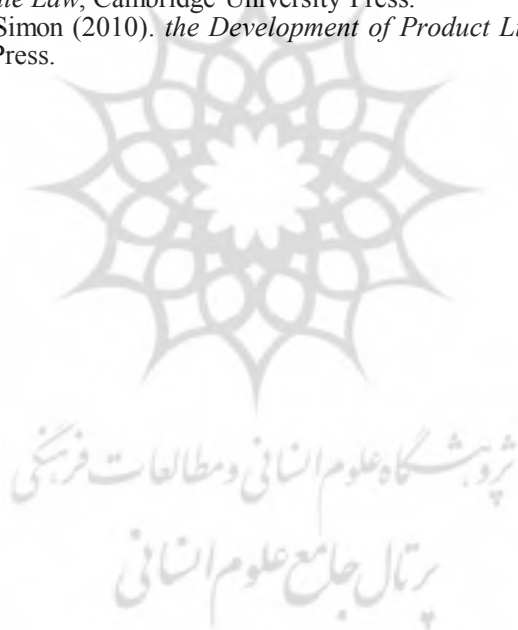 ate Law, Cambridge University Press.
Simon (2010). the Development of Product Li
Press.
پژوهشگاه علوم انسانی و مطالعات فرهنگی
پرتال جامع علوم انسانی